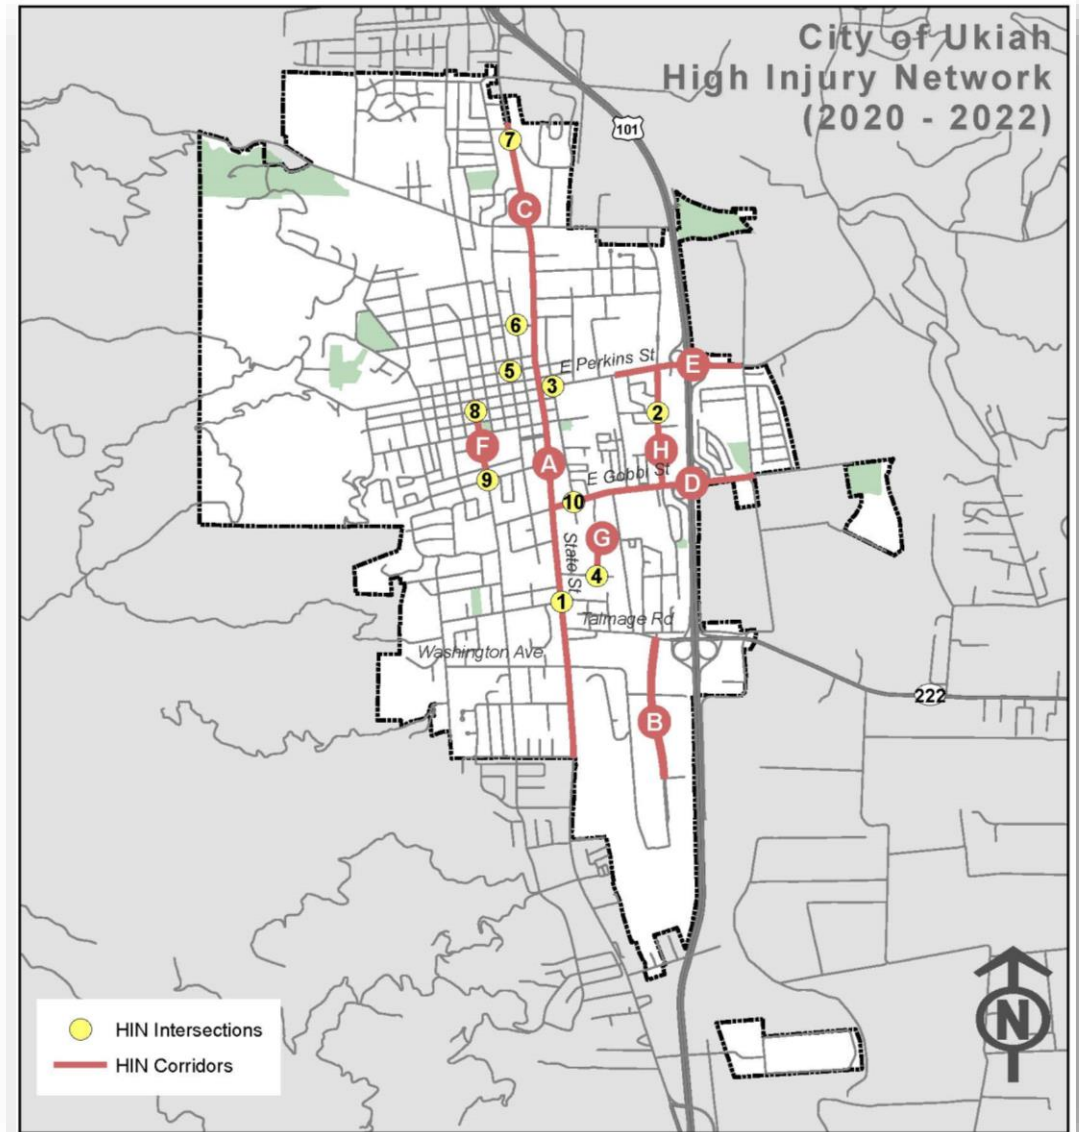 City of Ukiah
High Injury Network
(2020 - 2022)
101
7
C
6
E Perkins St
E
5
3
8
2
F
A
H
9
E Gobbi St
D
10
G
State St
4
1
Talmage Rd
Washington Ave
222
B
HIN Intersections
HIN Corridors
N